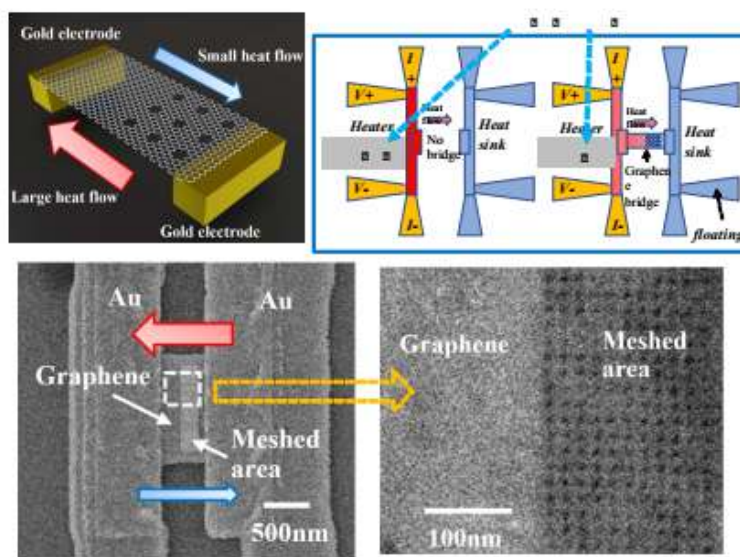 Gold electrode
Small heat flow
Large heat flow
Gold electrode
I
+
V+
Heat
flow
Heater
No
bridge
Heat
sink
V-
I-
I
+
V+
Heat
Heater
Graphen
e
bridge
Heat
sink
V-
I-
floating
Au
Au
Graphene
Meshed
area
500nm
Graphene
Meshed
area
100nm